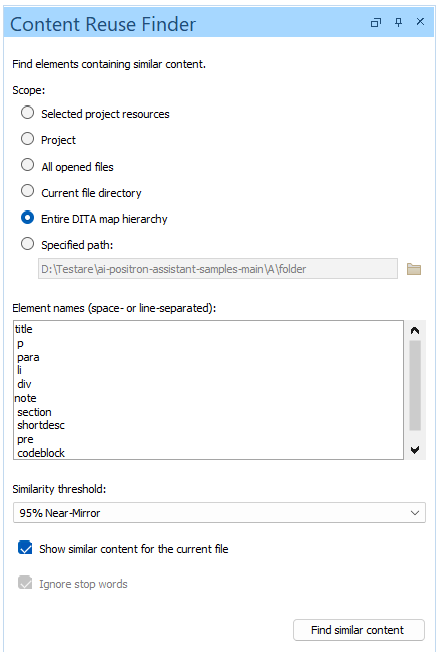 Content Reuse Finder
Find elements containing similar content.
Scope:
Selected project resources
Project
All opened files
Current file directory
Entire DITA map hierarchy
Specified path:
D:\Testare\ai-positron-assistant-samples-main\A\folder
Element names (space- or line-separated):
title
p
para
li
div
note
section
shortdesc
pre
codeblock
Similarity threshold:
95% Near-Mirror
Show similar content for the current file
Ignore stop words
Find similar content